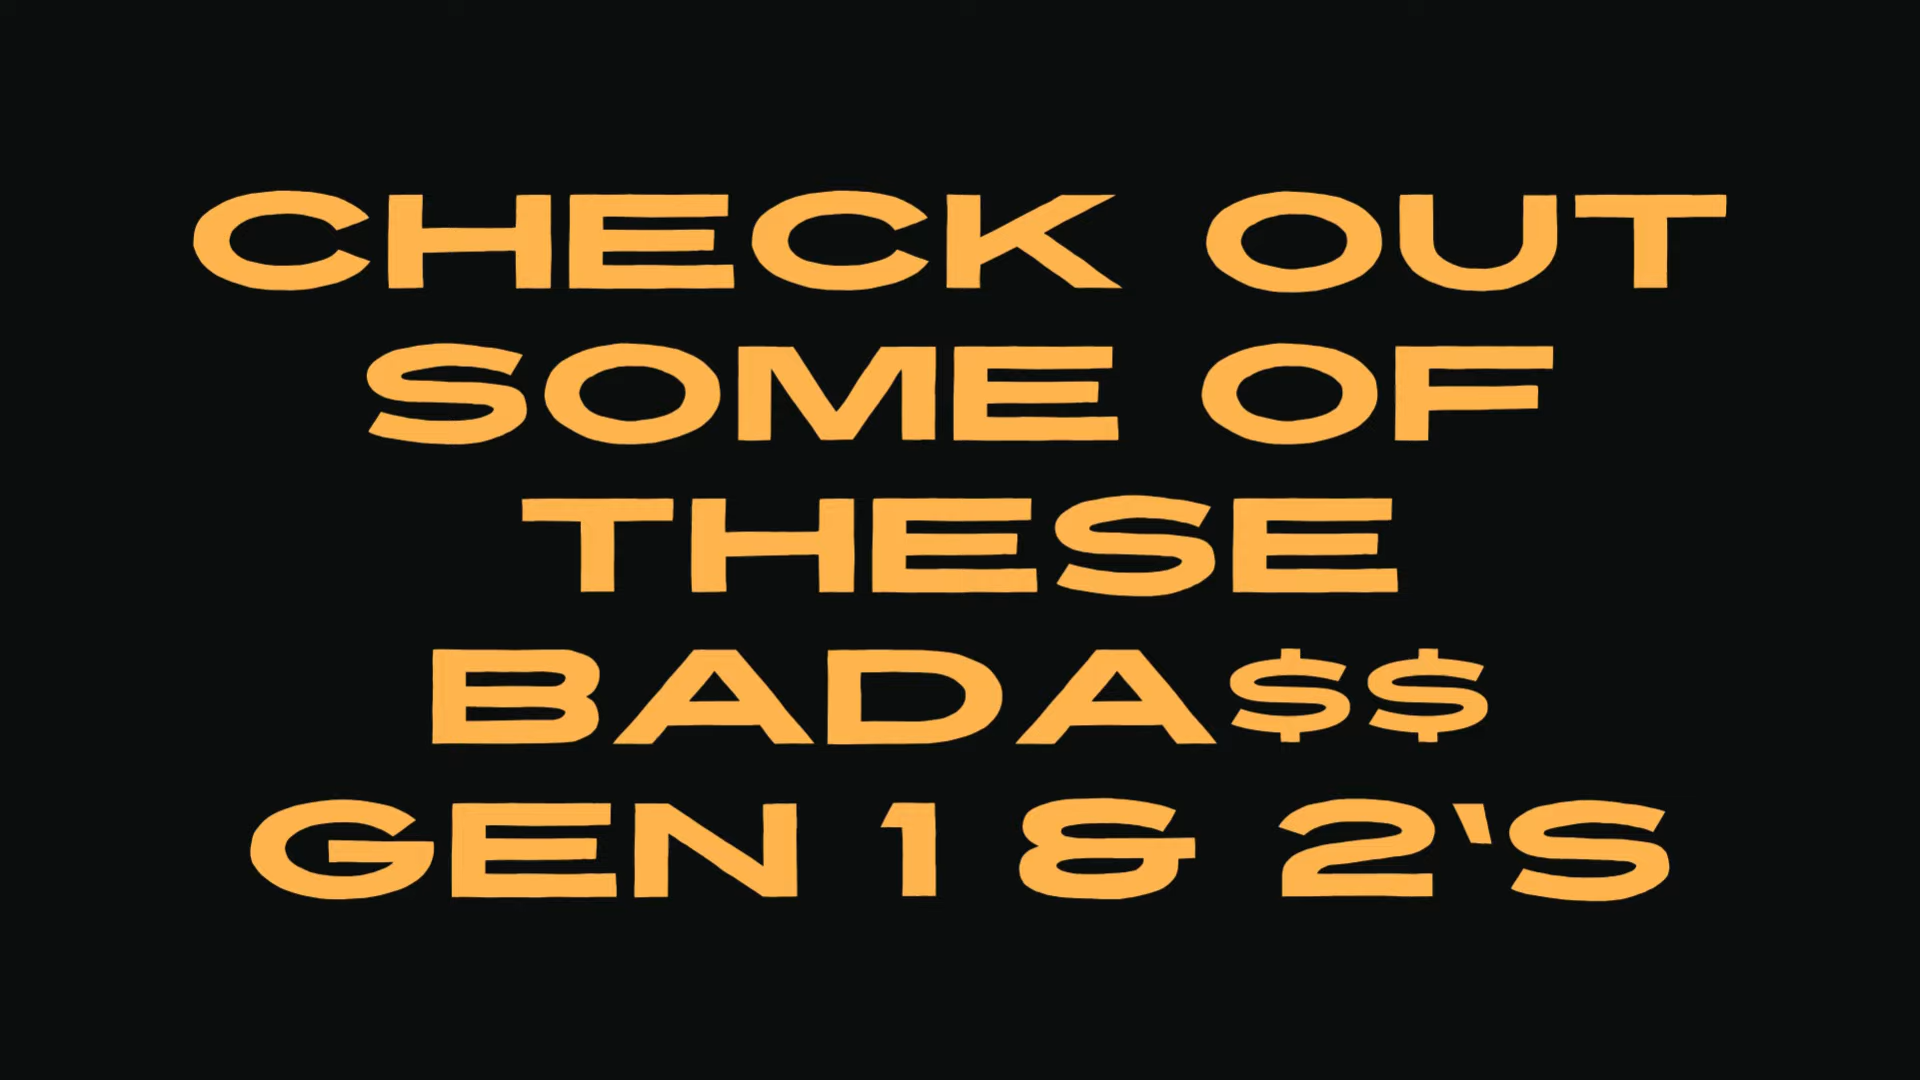 CHECK OUT
SOME OF
THESE
BADA$$
GEN 1 & 2‘S